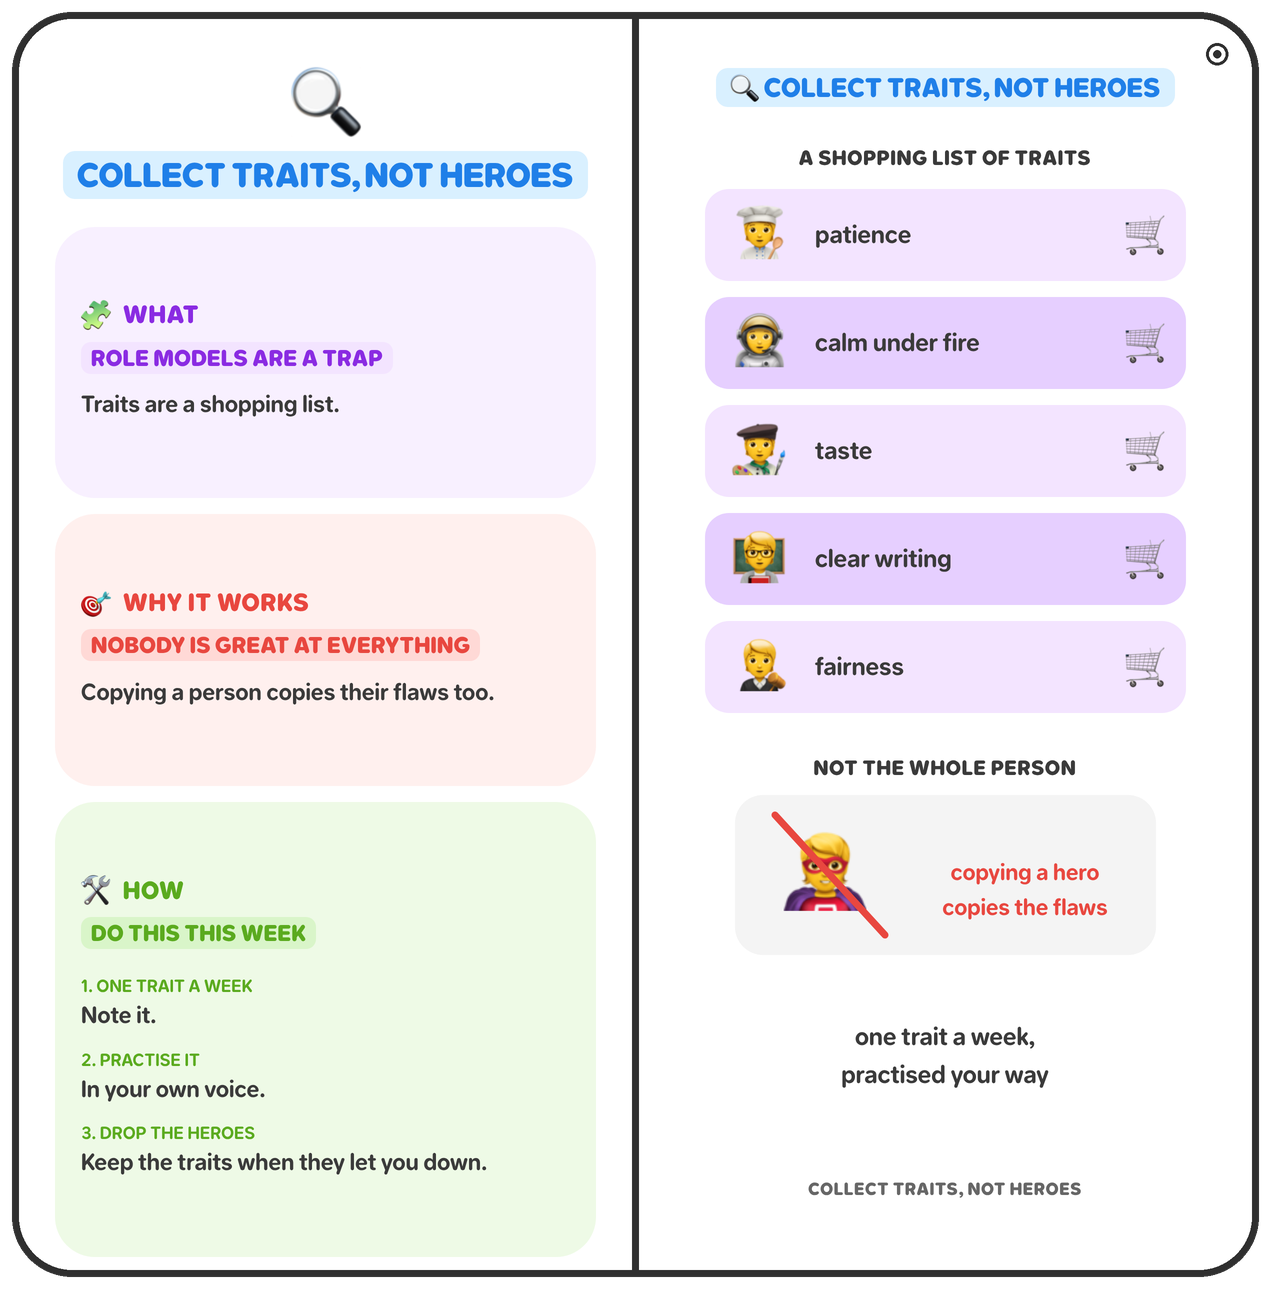 COLLECT TRAITS, NOT HEROES
WHAT
ROLE MODELS ARE A TRAP
Traits are a shopping list.
WHY IT WORKS
NOBODY IS GREAT AT EVERYTHING
Copying a person copies their flaws too.
HOW
DO THIS THIS WEEK
1. ONE TRAIT A WEEK
Note it.
2. PRACTISE IT
In your own voice.
3. DROP THE HEROES
Keep the traits when they let you down.
COLLECT TRAITS, NOT HEROES
A SHOPPING LIST OF TRAITS
patience
calm under fire
taste
clear writing
fairness
NOT THE WHOLE PERSON
copying a hero
copies the flaws
one trait a week,
practised your way
COLLECT TRAITS, NOT HEROES